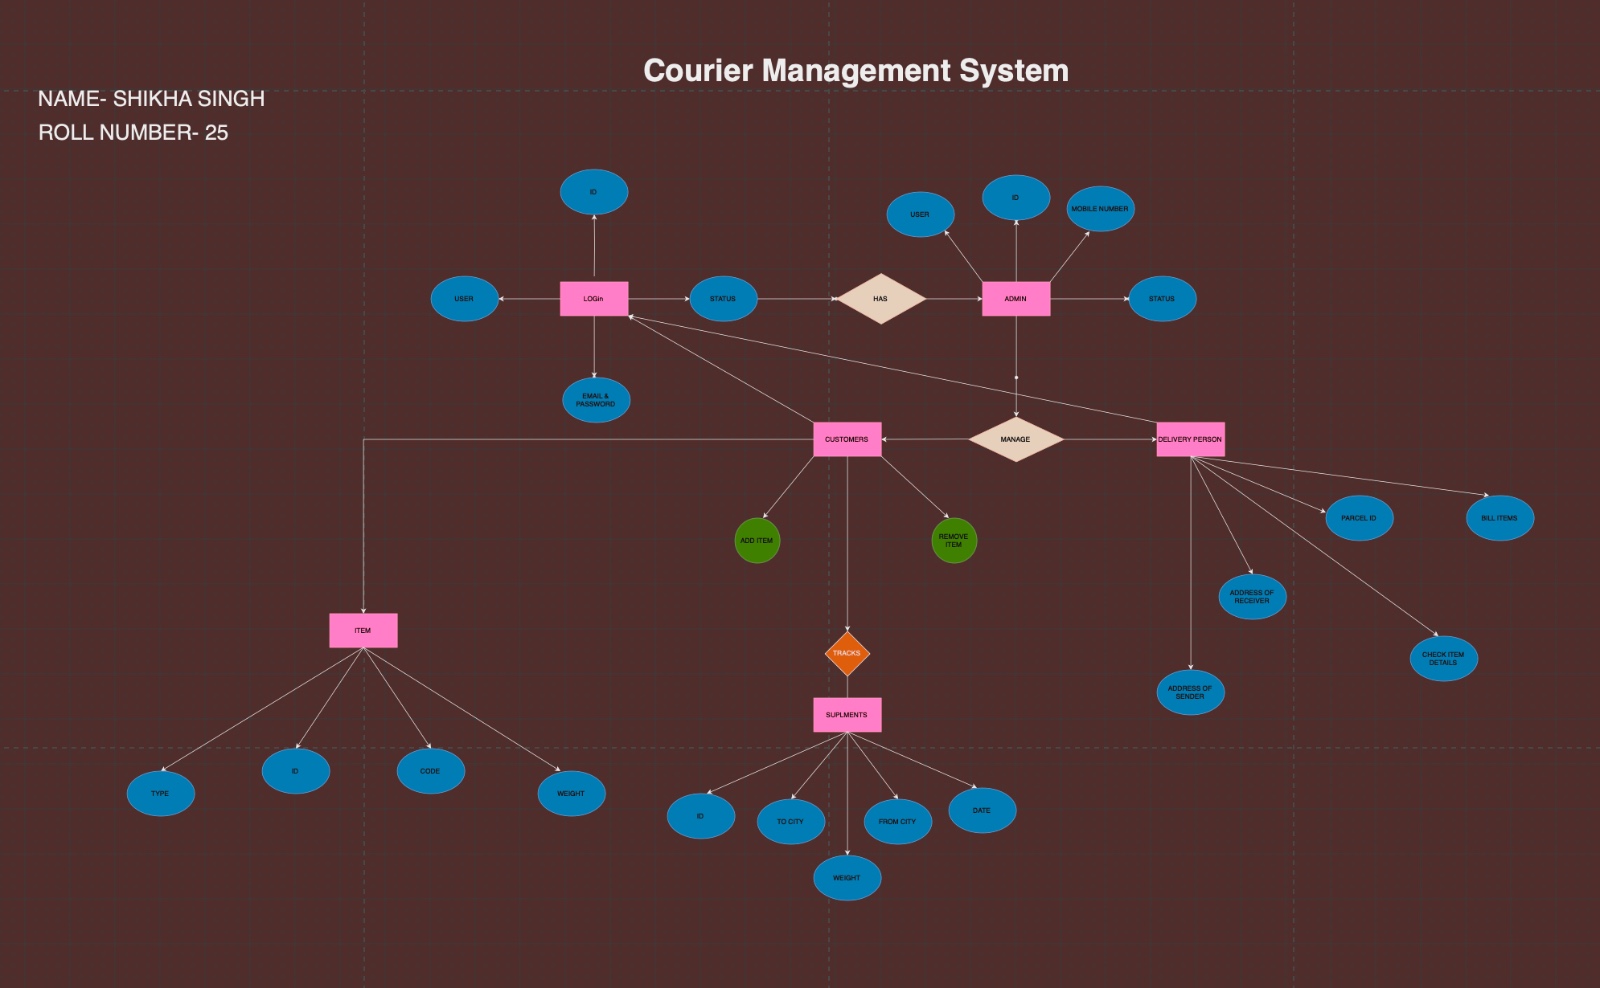 Courier Management System
NAME- SHIKHA SINGH
ROLL NUMBER- 25
ID
USER
ID
MOBILE NUMBER
USER
LOGin
STATUS
HAS
ADMIN
STATUS
EMAIL &
PASSWORD
CUSTOMERS
MANAGE
DELIVERY PERSON
PARCEL ID
BILL ITEMS
ADD ITEM
REMOVE
ITEM
ADDRESS OF
RECEIVER
ITEM
TRACKS
CHECK ITEM
DETAILS
ADDRESS OF
SENDER
SUPLMENTS
TYPE
ID
CODE
WEIGHT
ID
TO CITY
FROM CITY
DATE
WEIGHT